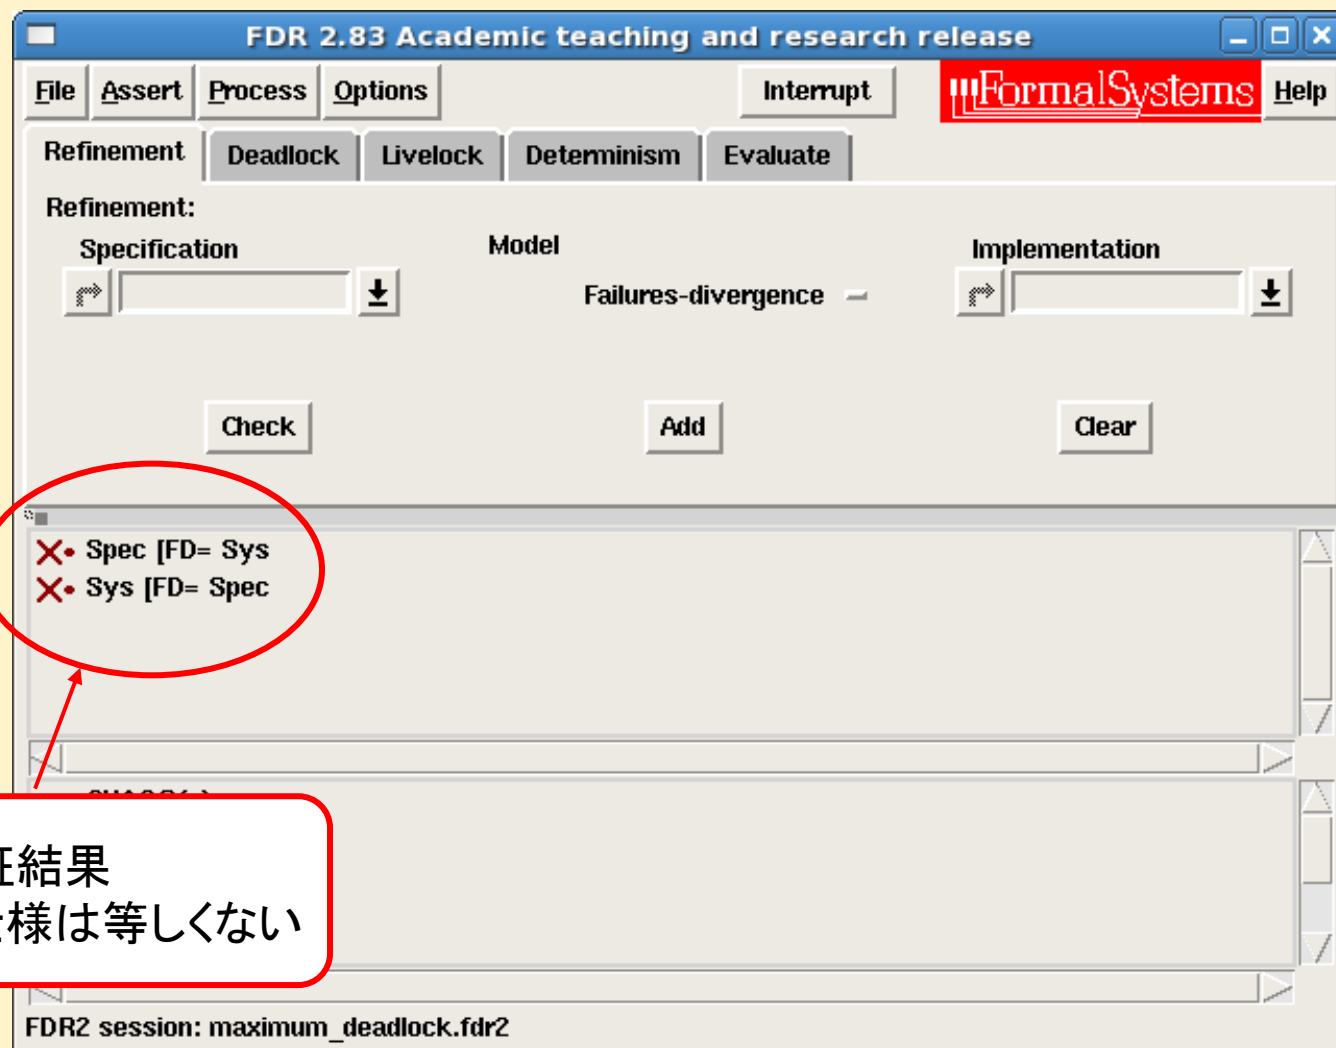 FDR 2.83 Academic teaching and research release
File Assert Process Options Interrupt FormalSystems Help
Refinement Deadlock Livelock Determinism Evaluate
Refinement:
Specification Model Implementation
Failures-divergence
Check Add Clear
Spec [FD= Sys
Sys [FD= Spec
結果
様は等しくない
FDR2 session: maximum_deadlock.fdr2